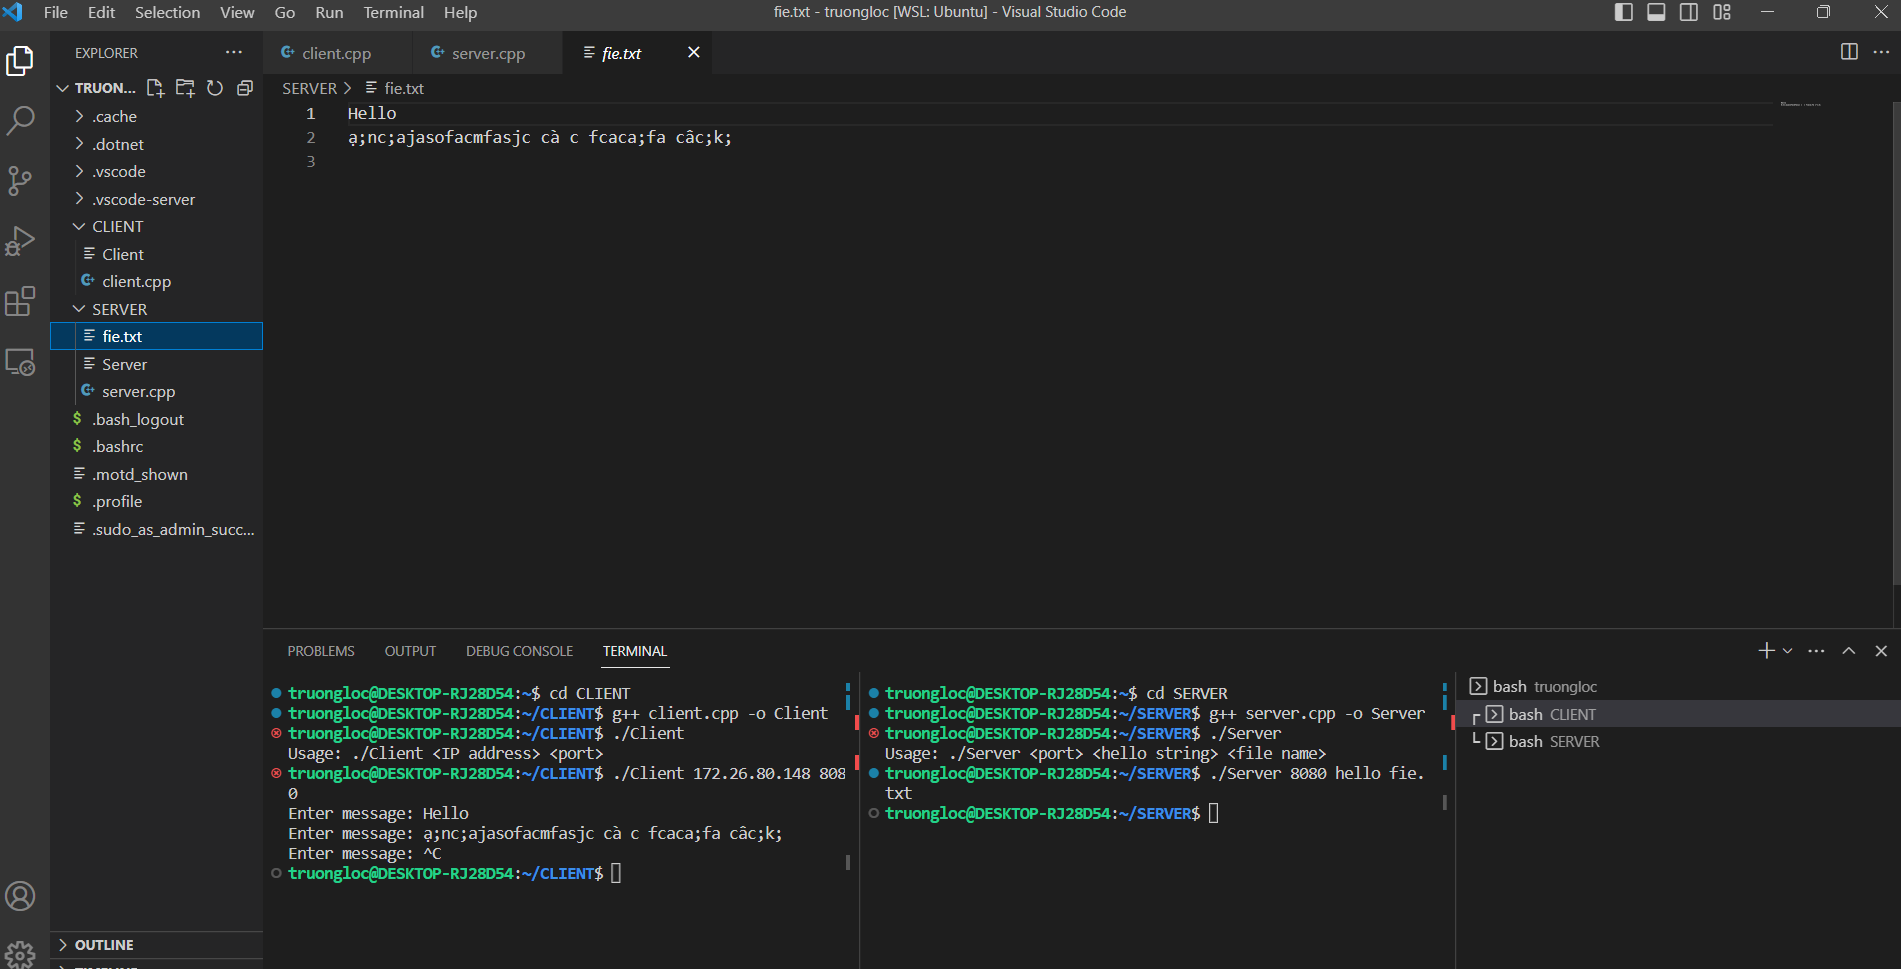 File Edit Selection View Go Run Terminal Help
fie.txt - truongloc [WSL: Ubuntu] - Visual Studio Code
EXPLORER
TRUON...
.cache
.dotnet
.vscode
.vscode-server
CLIENT
Client
client.cpp
SERVER
fie.txt
Server
server.cpp
.bash_logout
.bashrc
.motd_shown
.profile
.sudo_as_admin_succ...
OUTLINE
client.cpp server.cpp fie.txt
SERVER > fie.txt
1 Hello
2 ạ;nc;ajasofacmfasjc cà c fcaca;fa câc;k;
3
PROBLEMS OUTPUT DEBUG CONSOLE TERMINAL
truongloc@DESKTOP-RJ28D54:~$ cd CLIENT
truongloc@DESKTOP-RJ28D54:~/CLIENT$ g++ client.cpp -o Client
truongloc@DESKTOP-RJ28D54:~/CLIENT$ ./Client
Usage: ./Client <IP address> <port>
truongloc@DESKTOP-RJ28D54:~/CLIENT$ ./Client 172.26.80.148 808
0
Enter message: Hello
Enter message: ạ;nc;ajasofacmfasjc cà c fcaca;fa câc;k;
Enter message: ^C
truongloc@DESKTOP-RJ28D54:~/CLIENT$
truongloc@DESKTOP-RJ28D54:~$ cd SERVER
truongloc@DESKTOP-RJ28D54:~/SERVER$ g++ server.cpp -o Server
truongloc@DESKTOP-RJ28D54:~/SERVER$ ./Server
Usage: ./Server <port> <hello string> <file name>
truongloc@DESKTOP-RJ28D54:~/SERVER$ ./Server 8080 hello fie.
txt
truongloc@DESKTOP-RJ28D54:~/SERVER$
bash truongloc
bash CLIENT
bash SERVER